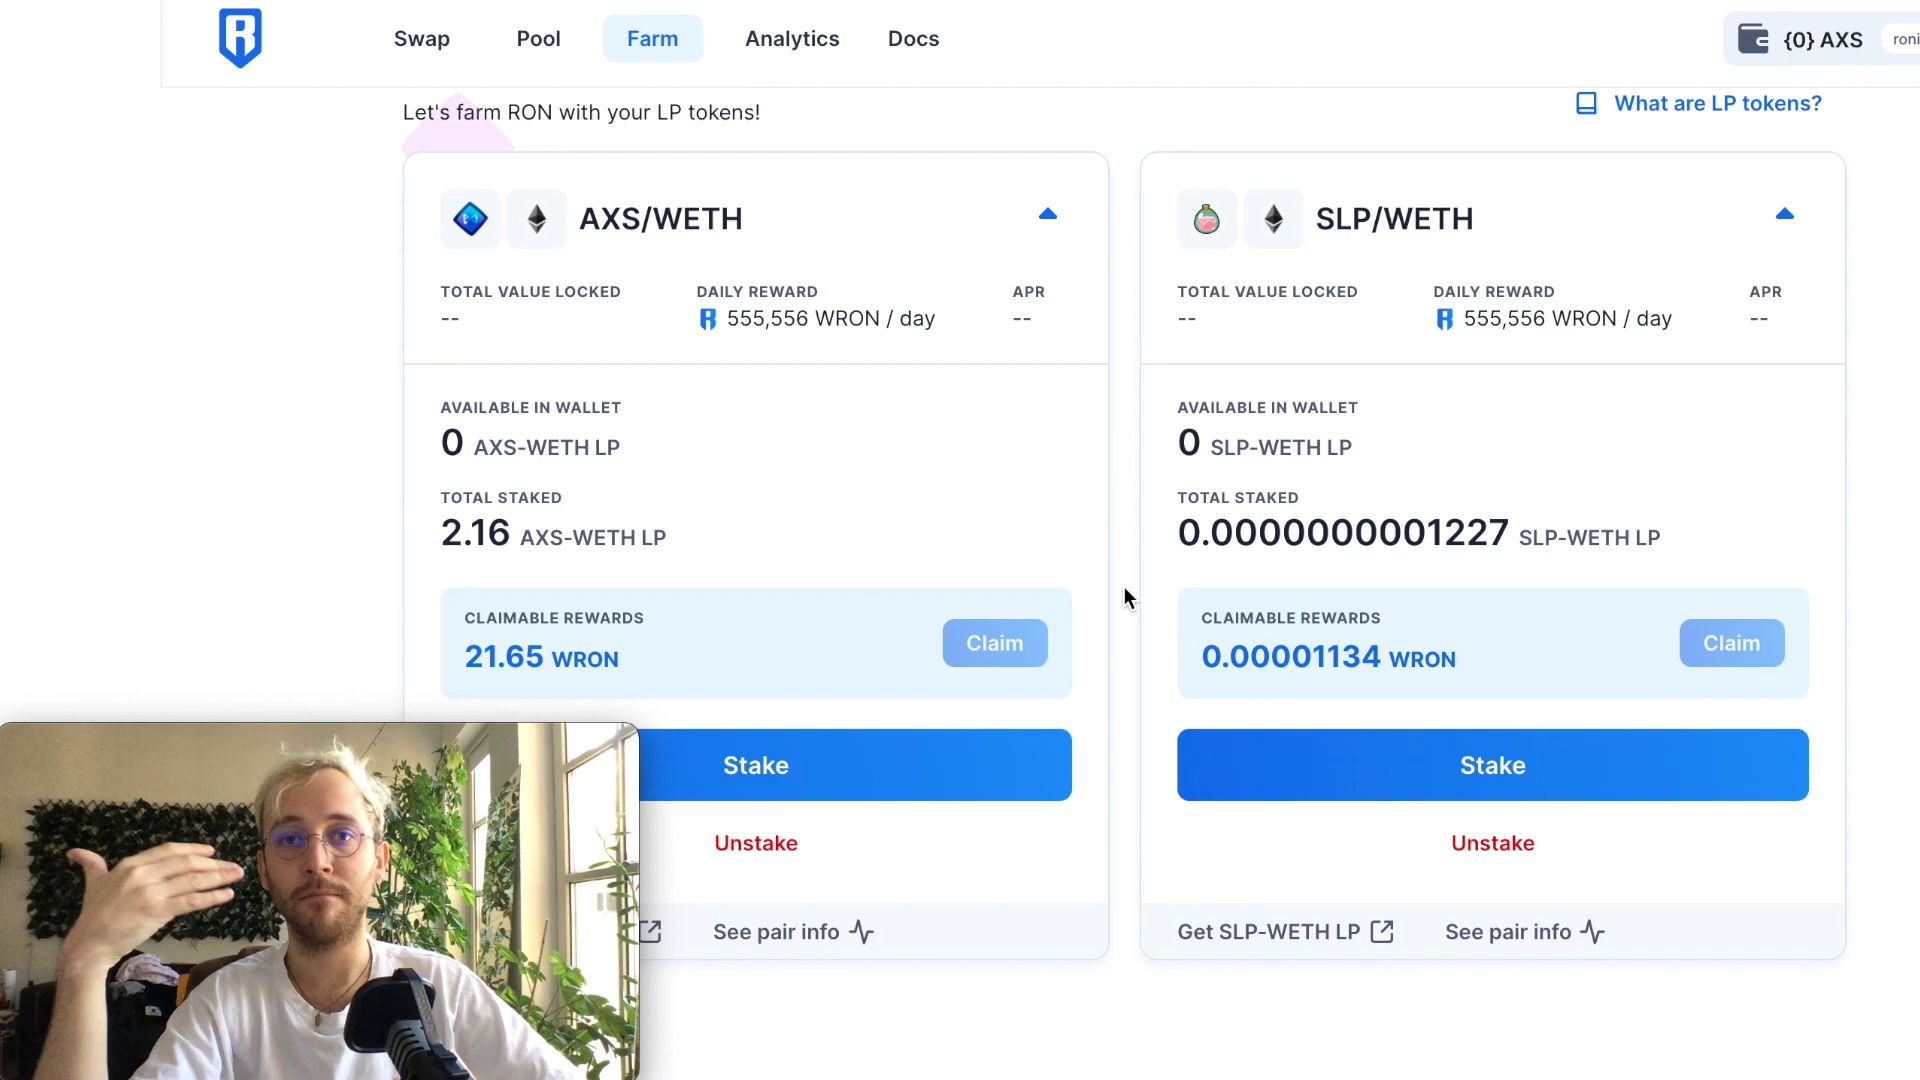 Swap Pool Farm Analytics Docs
{0} AXS roni
Let's farm RON with your LP tokens!
What are LP tokens?
AXS/WETH
TOTAL VALUE LOCKED DAILY REWARD APR
-- 555,556 WRON / day --
AVAILABLE IN WALLET
0 AXS-WETH LP
TOTAL STAKED
2.16 AXS-WETH LP
CLAIMABLE REWARDS
21.65 WRON
Claim
Stake
Unstake
See pair info
SLP/WETH
TOTAL VALUE LOCKED DAILY REWARD APR
-- 555,556 WRON / day --
AVAILABLE IN WALLET
0 SLP-WETH LP
TOTAL STAKED
0.0000000001227 SLP-WETH LP
CLAIMABLE REWARDS
0.00001134 WRON
Claim
Stake
Unstake
Get SLP-WETH LP See pair info